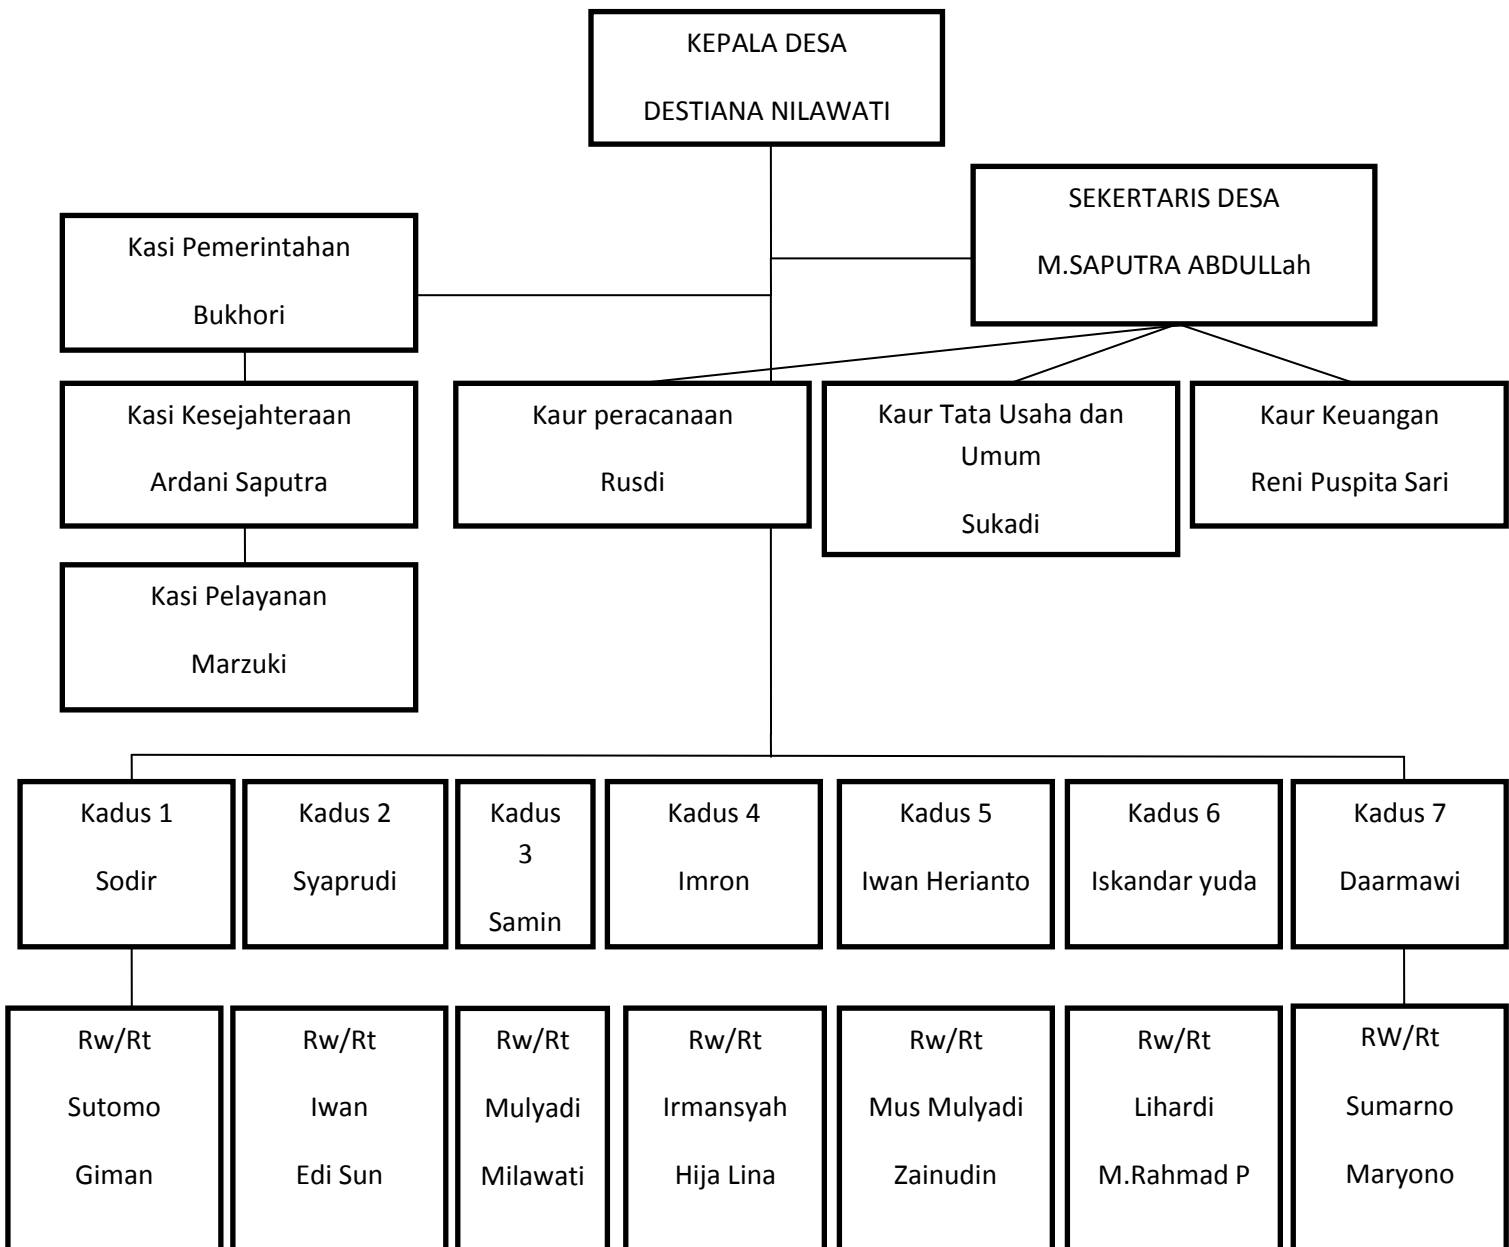 KEPALA DESA
DESTIANA NILAWATI
SEKERTARIS DESA
M.SAPUTRA ABDULLah
Kasi Pemerintahan
Bukhori
Kasi Kesejahteraan
Ardani Saputra
Kaur peracanaan
Rusdi
Kaur Tata Usaha dan
Umum
Sukadi
Kaur Keuangan
Reni Puspita Sari
Kasi Pelayanan
Marzuki
Kadus 1
Sodir
Kadus 2
Syaprudi
Kadus
3
Samin
Kadus 4
Imron
Kadus 5
Iwan Herianto
Kadus 6
Iskandar yuda
Kadus 7
Daarmawi
Rw/Rt
Sutomo
Giman
Rw/Rt
Iwan
Edi Sun
Rw/Rt
Mulyadi
Milawati
Rw/Rt
Irmansyah
Hija Lina
Rw/Rt
Mus Mulyadi
Zainudin
Rw/Rt
Lihardi
M.Rahmad P
RW/Rt
Sumarno
Maryono